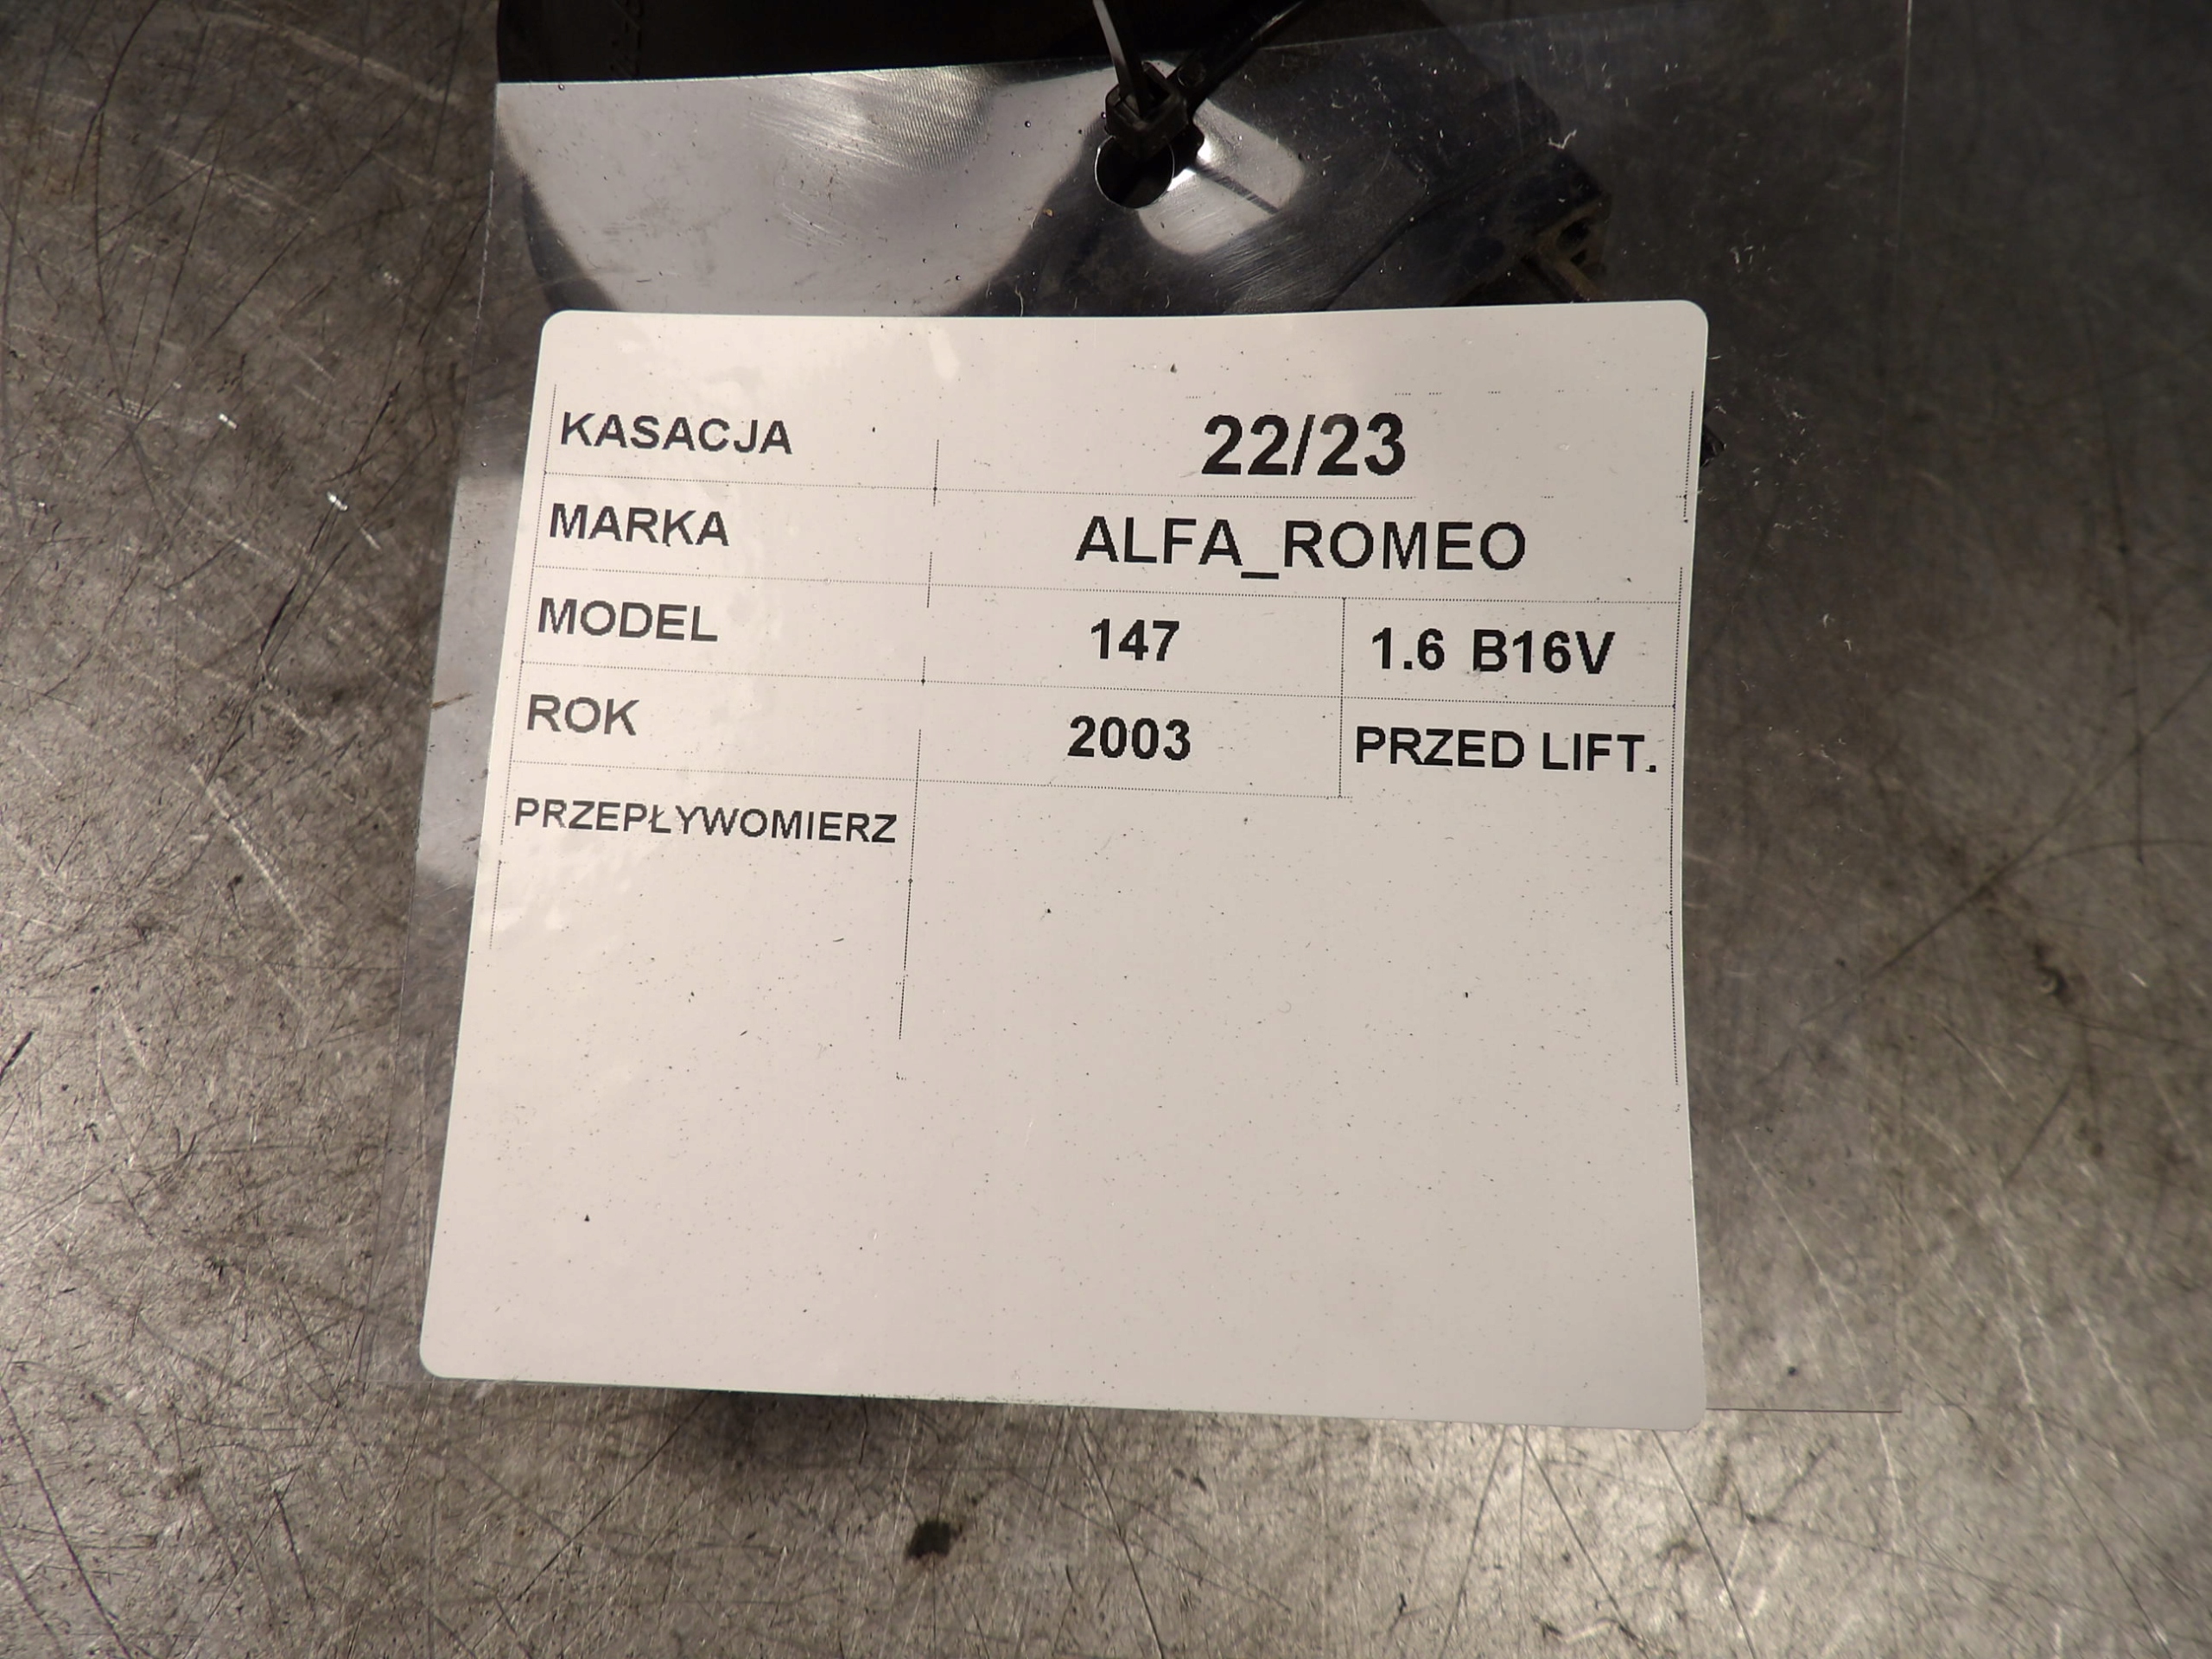 KASACJA 22/23
MARKA ALFA_ROMEO
MODEL 147 1.6 B16V
ROK 2003 PRZED LIFT.
PRZEPŁYWOMIERZ